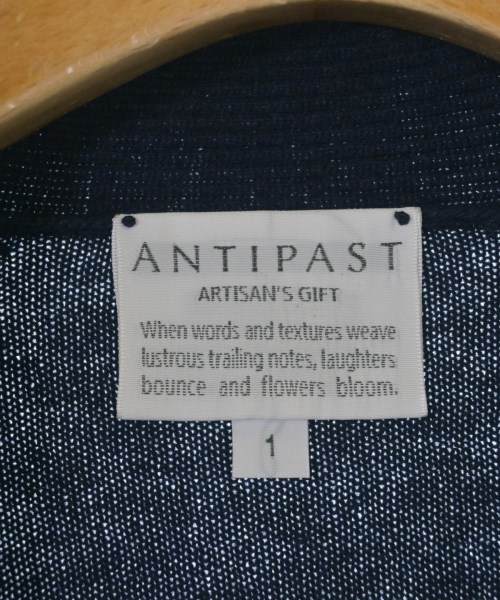 ANTIPAST
ARTISAN'S GIFT
When words and textures weave
lustrous trailing notes, laughters
bounce and flowers bloom.
1